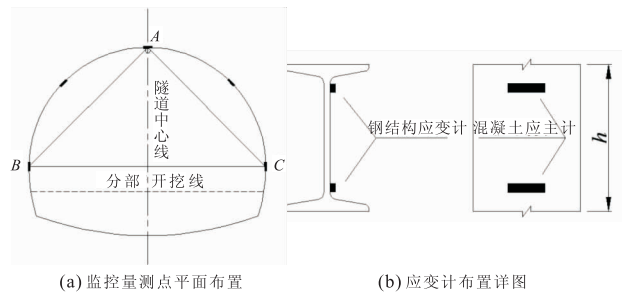 A
隧道中心线
B
C
分部开挖线
钢结构应变计
混凝土应主计
h
(a) 监控量测点平面布置
(b) 应变计布置详图